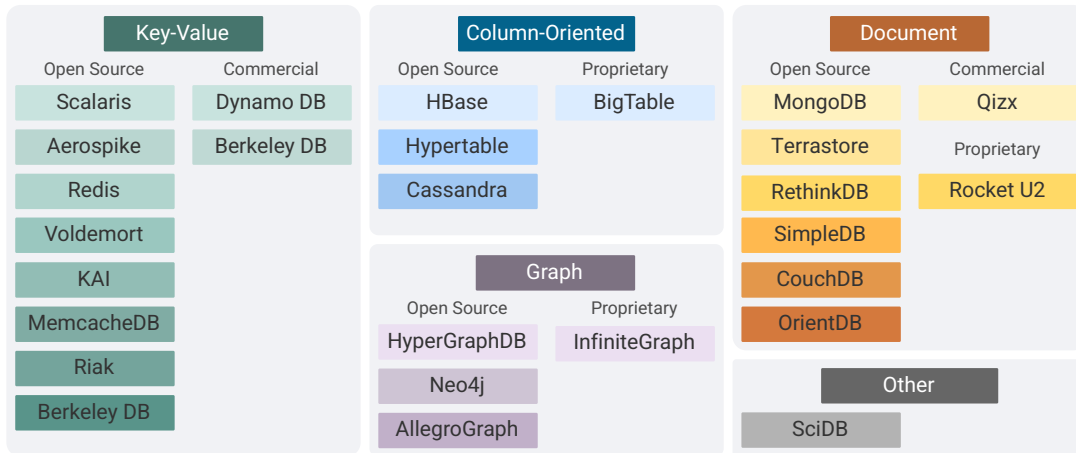 Key-Value
Open Source
Commercial
Scalaris
Dynamo DB
Aerospike
Berkeley DB
Redis
Voldemort
KAI
MemcacheDB
Riak
Berkeley DB
Column-Oriented
Open Source
Proprietary
HBase
BigTable
Hypertable
Cassandra
Graph
Open Source
Proprietary
HyperGraphDB
InfiniteGraph
Neo4j
AllegroGraph
Document
Open Source
Commercial
MongoDB
Qizx
Terrastore
Proprietary
RethinkDB
Rocket U2
SimpleDB
CouchDB
OrientDB
Other
SciDB